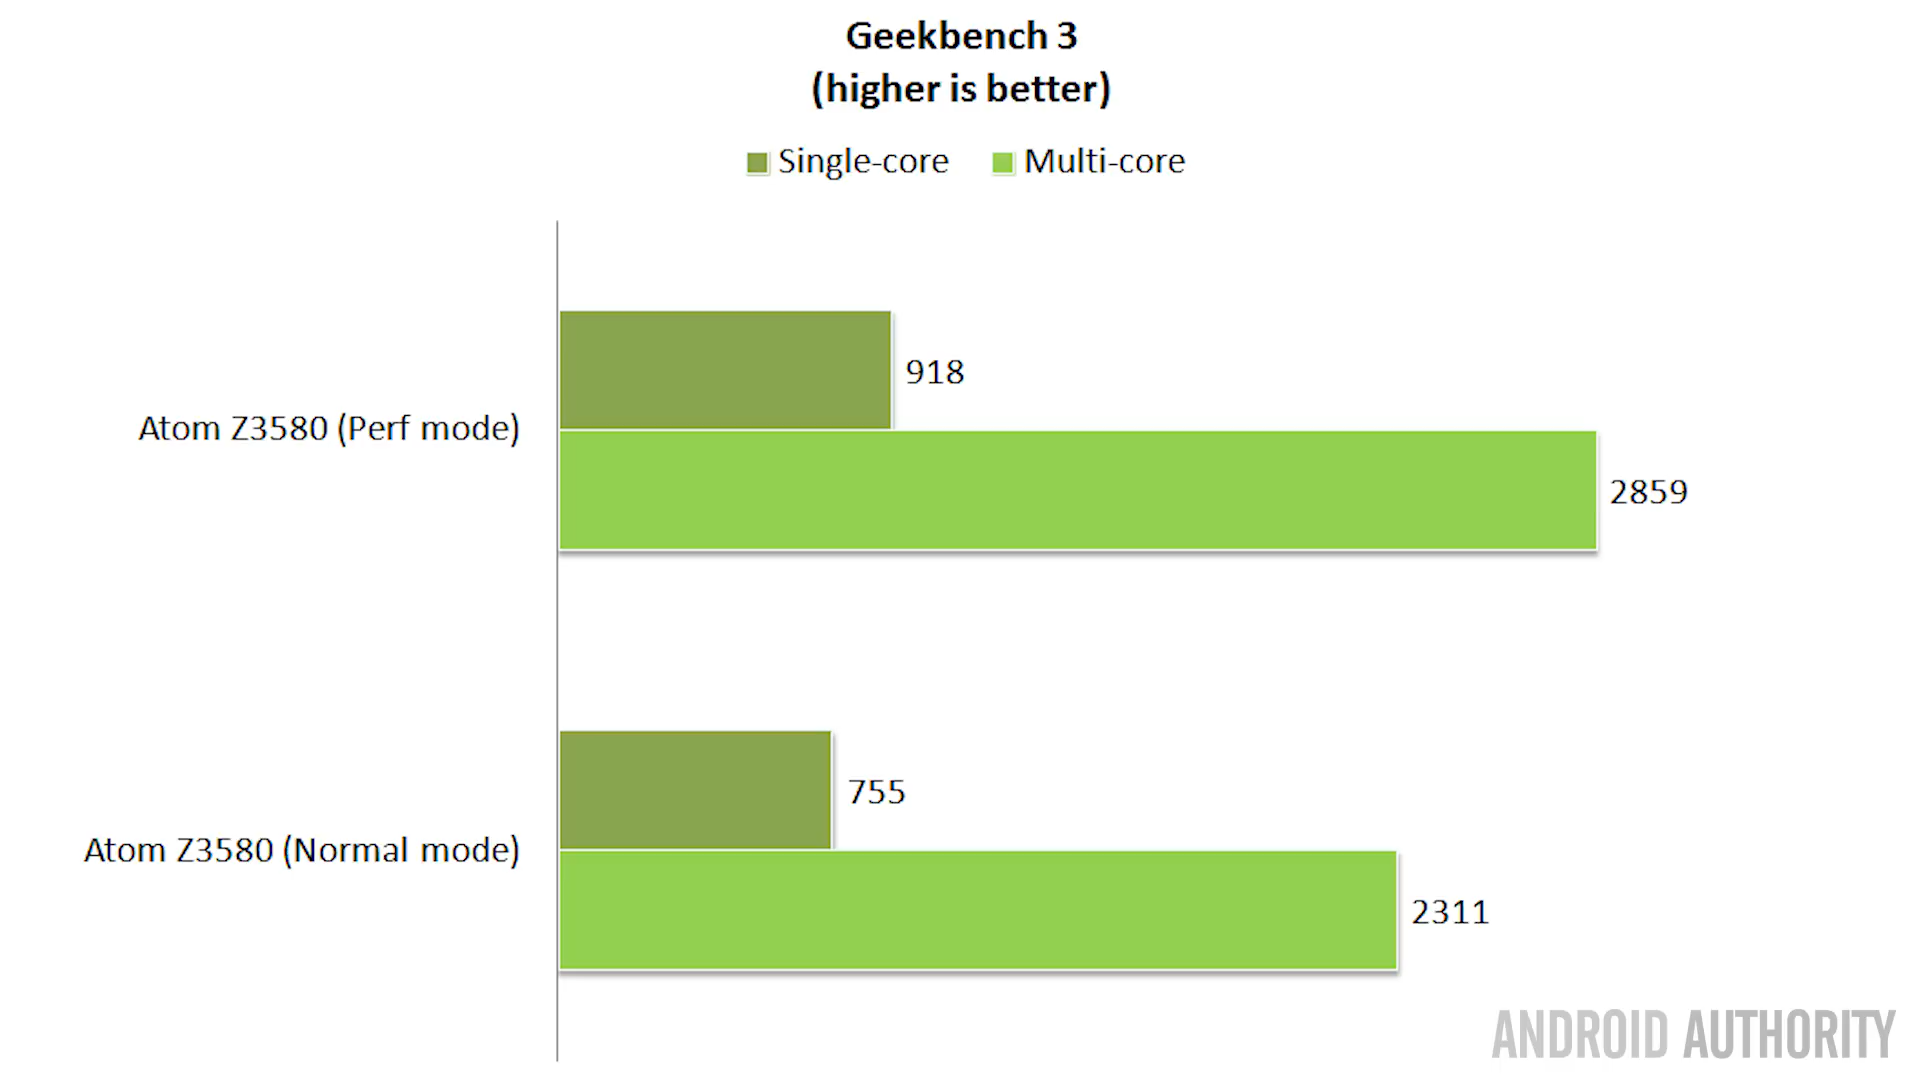 Geekbench 3
(higher is better)
Single-core Multi-core
918
Atom Z3580 (Perf mode)
2859
755
Atom Z3580 (Normal mode)
2311
ANDROID AUTHORITY